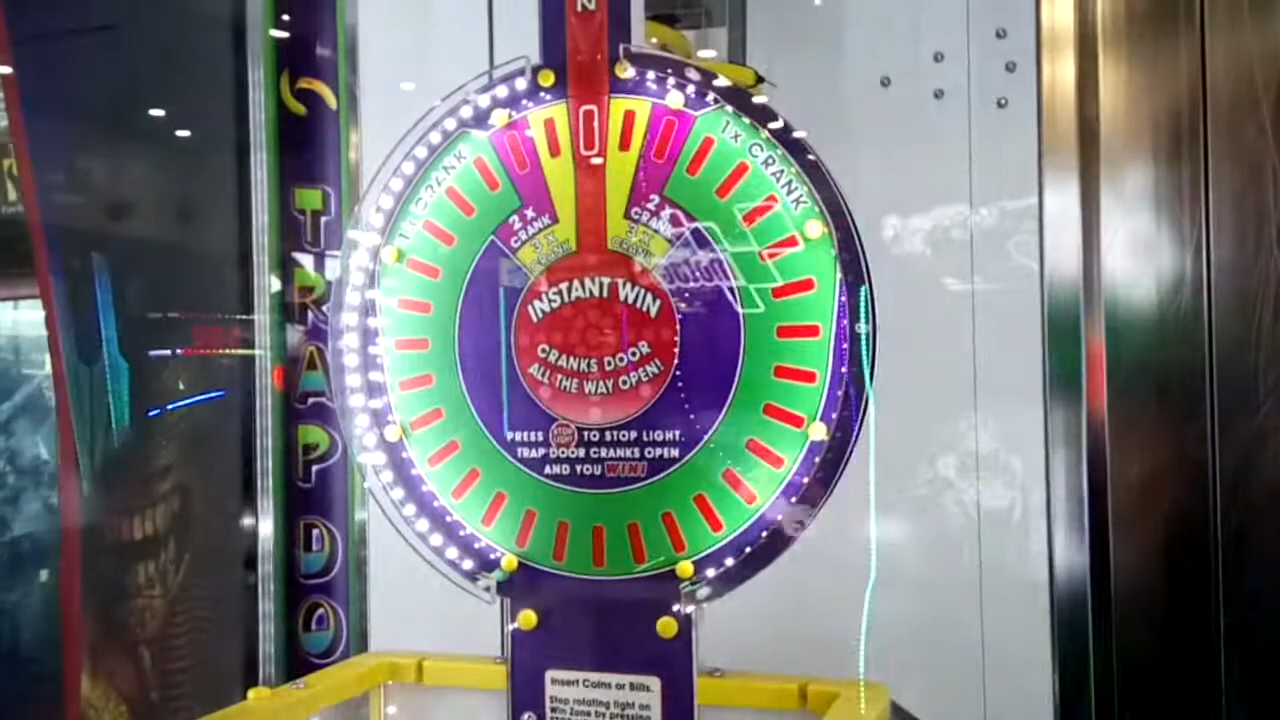 TRAP DO
1x CRANK
1x CRANK
2x
CRANK
3x
CRANK
2x
CRANK
3x
CRANK
INSTANT WIN
CRANKS DOOR
ALL THE WAY OPEN!
PRESS STOP LIGHT TO STOP LIGHT.
TRAP DOOR CRANKS OPEN
AND YOU WIN!
Insert Coins or Bills.
Stop rotating light on
Win Zone by pressing